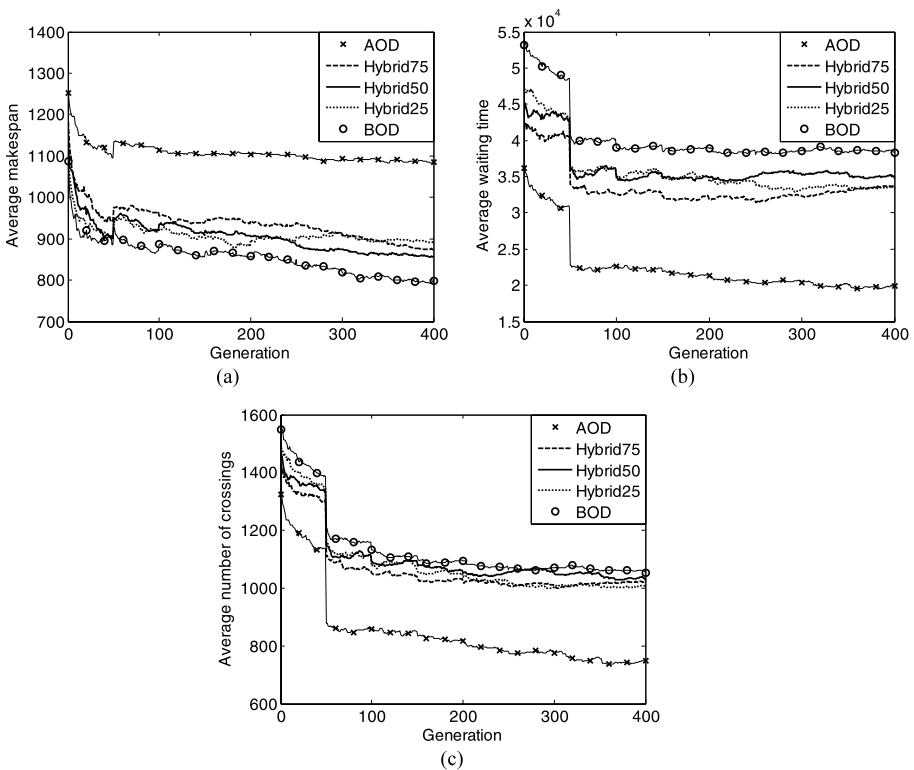 1400
1300
1200
1100
1000
900
800
700
0
100
200
300
400
Average makespan
Generation
AOD
Hybrid75
Hybrid50
Hybrid25
BOD
(a)
x 10^4
5.5
5
4.5
4
3.5
3
2.5
2
1.5
0
100
200
300
400
Average waiting time
Generation
AOD
Hybrid75
Hybrid50
Hybrid25
BOD
(b)
1600
1400
1200
1000
800
600
0
100
200
300
400
Average number of crossings
Generation
AOD
Hybrid75
Hybrid50
Hybrid25
BOD
(c)